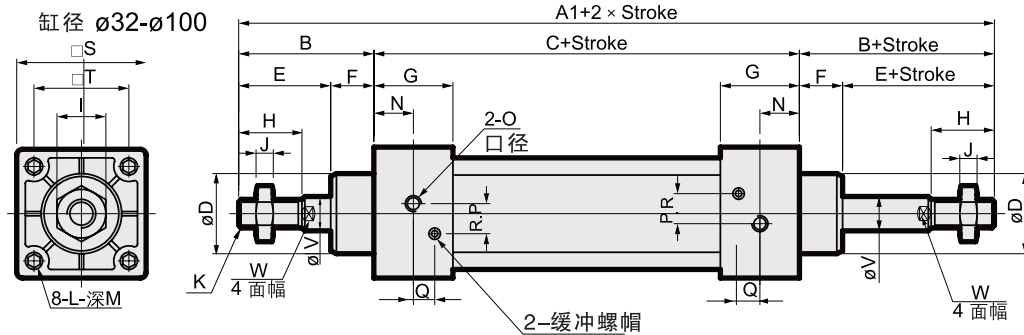 缸径 ø32-ø100
A1+2 × Stroke
□S
B
C+Stroke
B+Stroke
□T
E
F
G
G
F
E+Stroke
I
N
N
H
2-O
口径
H
J
J
øD
R.P
P.R
øD
K
W
4 面幅
øV
Q
Q
øV
W
4 面幅
8-L-深M
2-缓冲螺帽